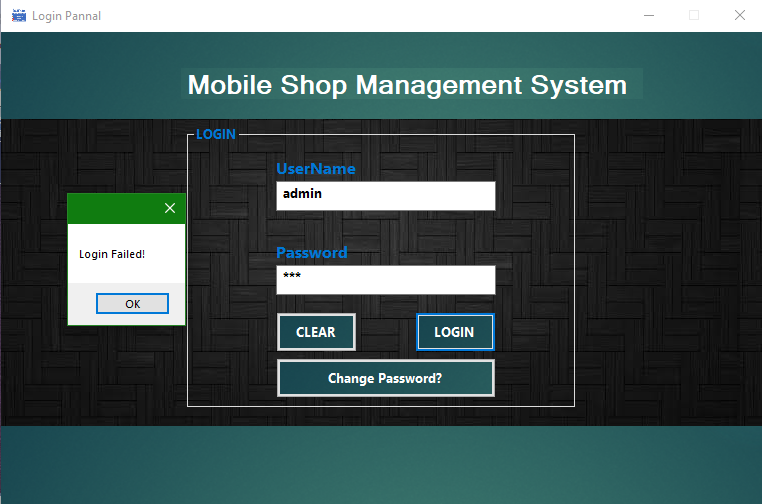 Login Pannal
Mobile Shop Management System
LOGIN
UserName
admin
Login Failed!
OK
Password
***
CLEAR
LOGIN
Change Password?